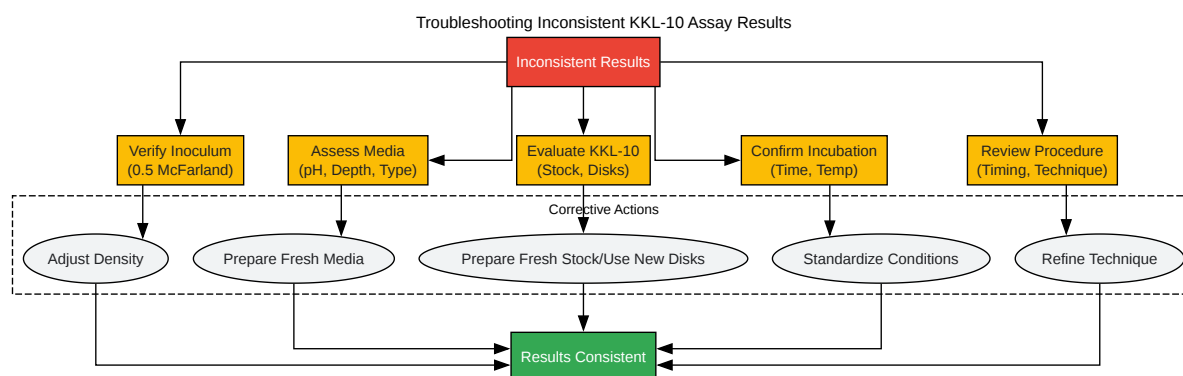 Troubleshooting Inconsistent KKL-10 Assay Results
Inconsistent Results
Verify Inoculum
(0.5 McFarland)
Assess Media
(pH, Depth, Type)
Evaluate KKL-10
(Stock, Disks)
Confirm Incubation
(Time, Temp)
Review Procedure
(Timing, Technique)
Corrective Actions
Adjust Density
Prepare Fresh Media
Prepare Fresh Stock/Use New Disks
Standardize Conditions
Refine Technique
Results Consistent